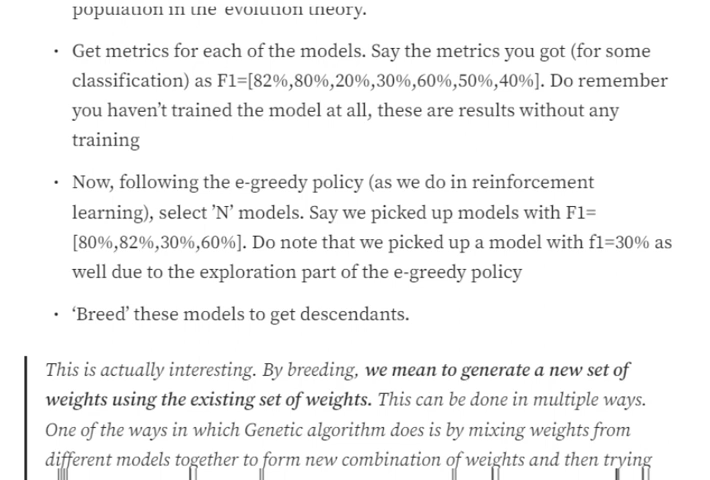 population in the evolution theory.
• Get metrics for each of the models. Say the metrics you got (for some
classification) as F1=[82%,80%,20%,30%,60%,50%,40%]. Do remember
you haven’t trained the model at all, these are results without any
training
• Now, following the e-greedy policy (as we do in reinforcement
learning), select ’N’ models. Say we picked up models with F1=
[80%,82%,30%,60%]. Do note that we picked up a model with f1=30% as
well due to the exploration part of the e-greedy policy
• ‘Breed’ these models to get descendants.
This is actually interesting. By breeding, we mean to generate a new set of
weights using the existing set of weights. This can be done in multiple ways.
One of the ways in which Genetic algorithm does is by mixing weights from
different models together to form new combination of weights and then trying